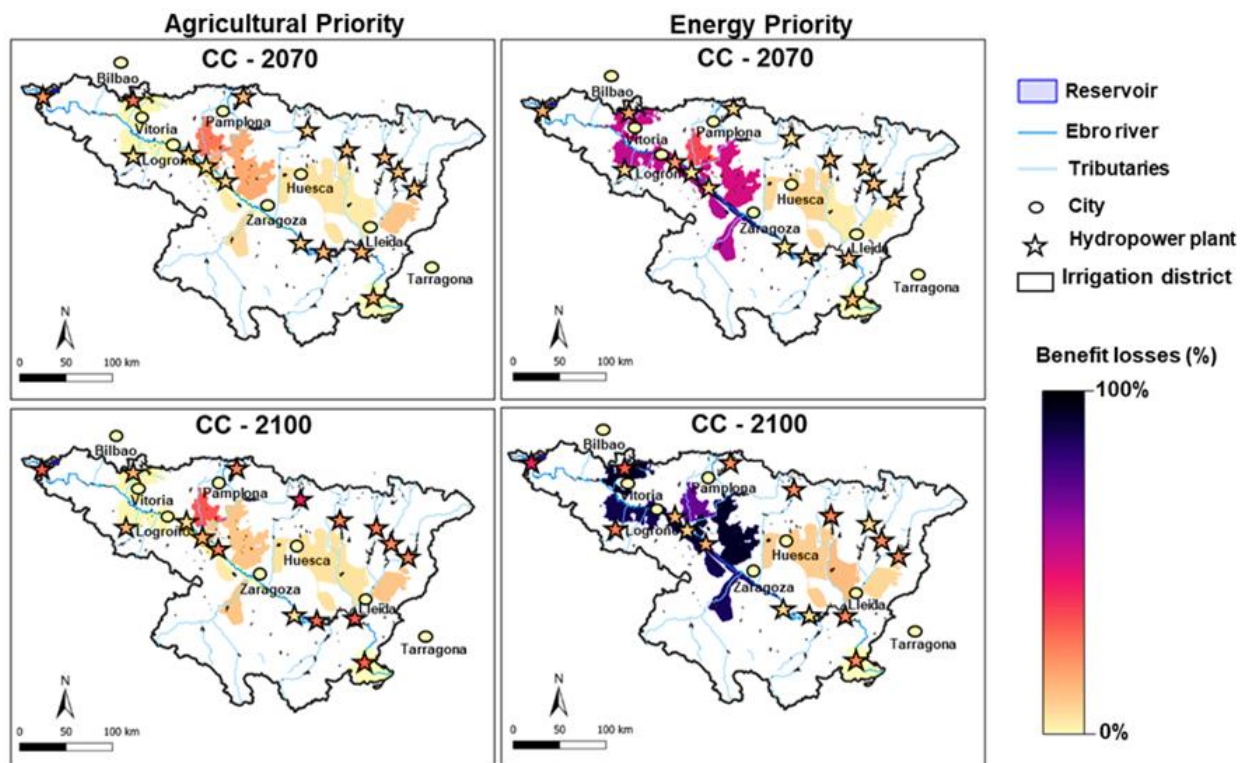 Agricultural Priority
Energy Priority
CC - 2070
Bilbao
Vitoria
Pamplona
Logroño
Huesca
Zaragoza
Lleida
Tarragona
N
0 50 100 km
CC - 2070
Bilbao
Vitoria
Pamplona
Logroño
Huesca
Zaragoza
Lleida
Tarragona
N
0 50 100 km
Reservoir
Ebro river
Tributaries
City
Hydropower plant
Irrigation district
CC - 2100
Bilbao
Vitoria
Pamplona
Logroño
Huesca
Zaragoza
Lleida
Tarragona
N
0 50 100 km
CC - 2100
Bilbao
Vitoria
Pamplona
Logroño
Huesca
Zaragoza
Lleida
Tarragona
N
0 50 100 km
Benefit losses (%)
100%
0%